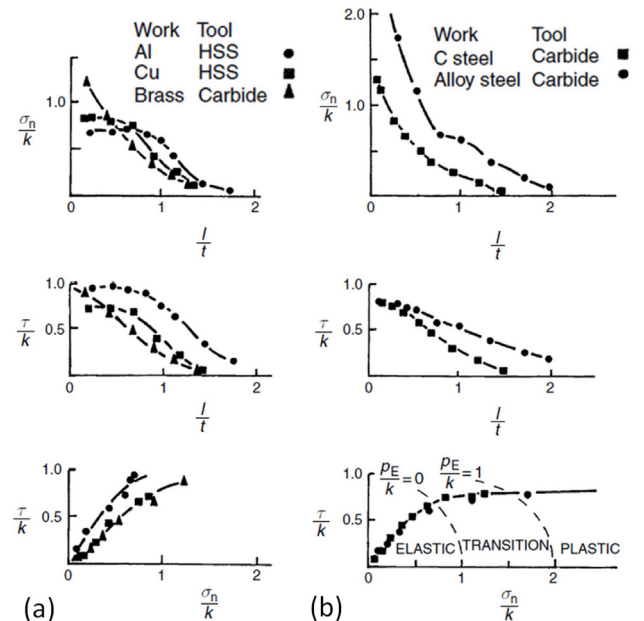 Work Tool
Al HSS
Cu HSS
Brass Carbide
1.0
σn/k
0 0 1 2
l/t
1.0
τ/k
0.5
0 1 2
l/t
1.0
τ/k
0.5
0 1 2
σn/k
(a)
2.0
Work Tool
C steel Carbide
Alloy steel Carbide
σn/k
1.0
0 0 1 2
l/t
1.0
τ/k
0.5
0 1 2
l/t
1.0
pE/k=0
pE/k=1
τ/k
0.5
ELASTIC TRANSITION PLASTIC
0 1 2
σn/k
(b)